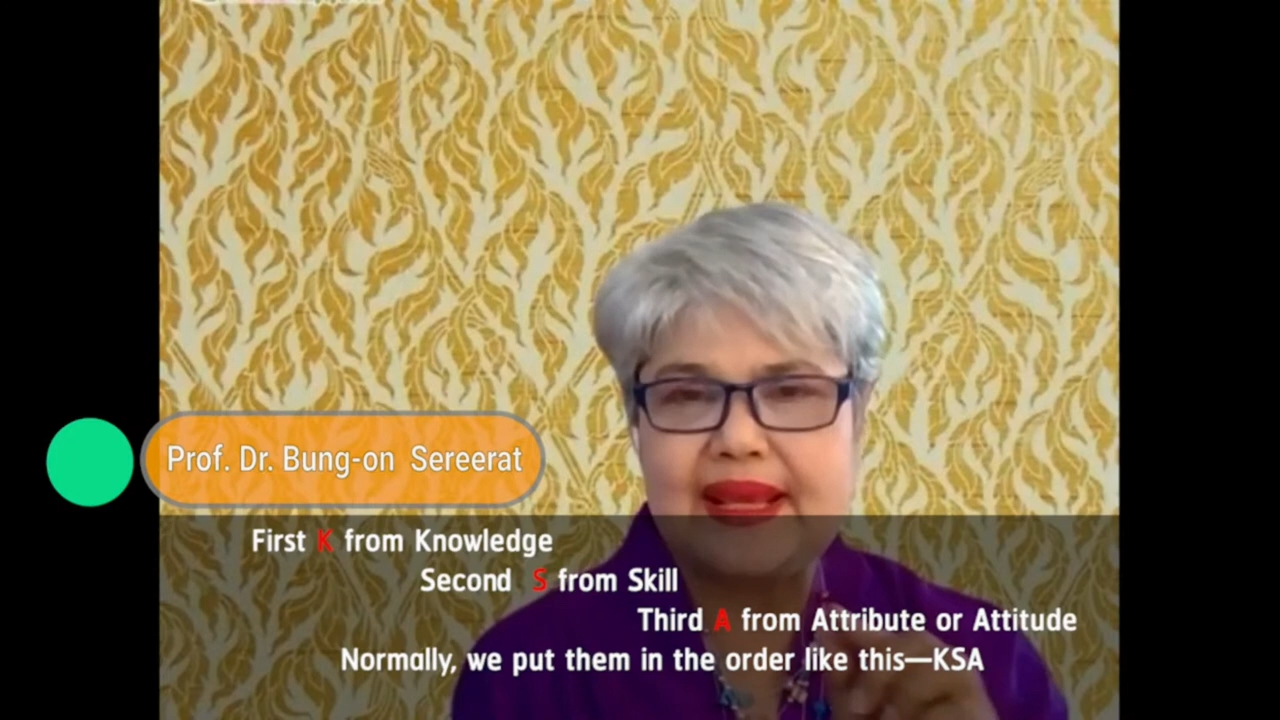 Prof. Dr. Bung-on Sereerat
First K from Knowledge
Second S from Skill
Third A from Attribute or Attitude
Normally, we put them in the order like this—KSA